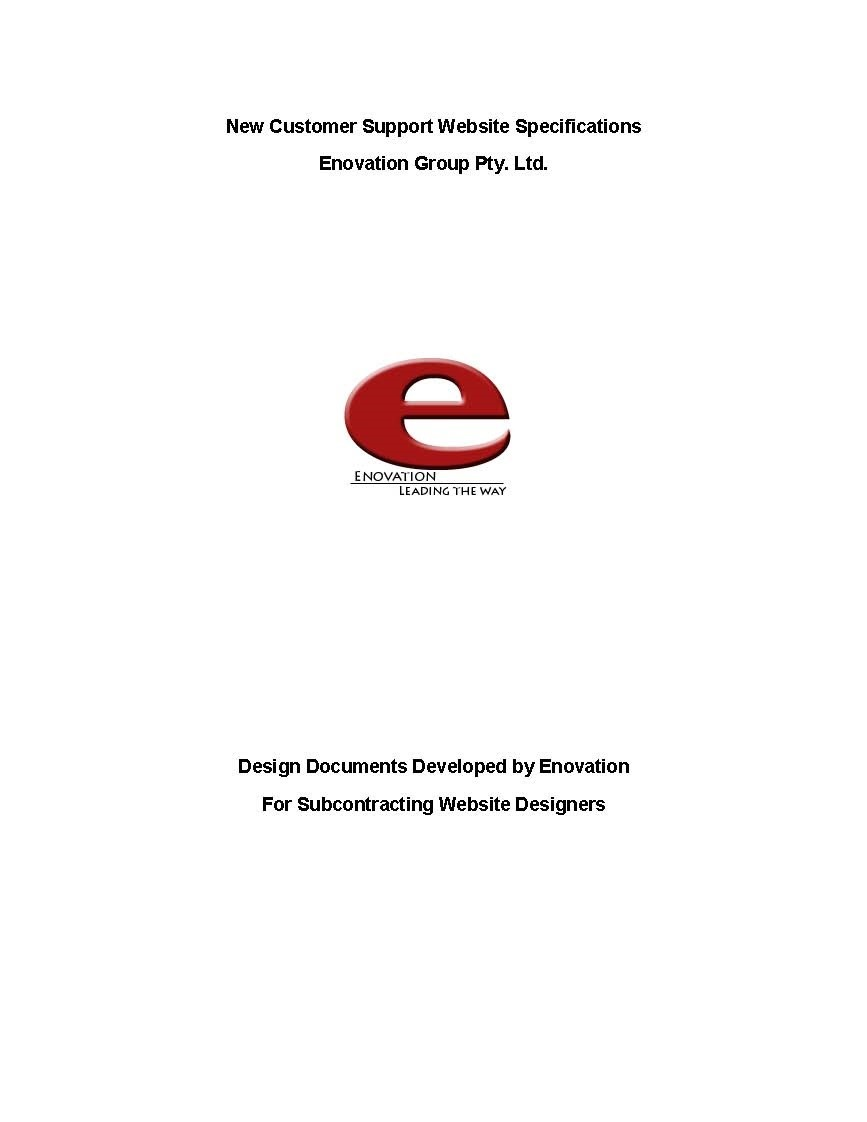 New Customer Support Website Specifications
Enovation Group Pty. Ltd.
e
ENOVATION
LEADING THE WAY
Design Documents Developed by Enovation
For Subcontracting Website Designers